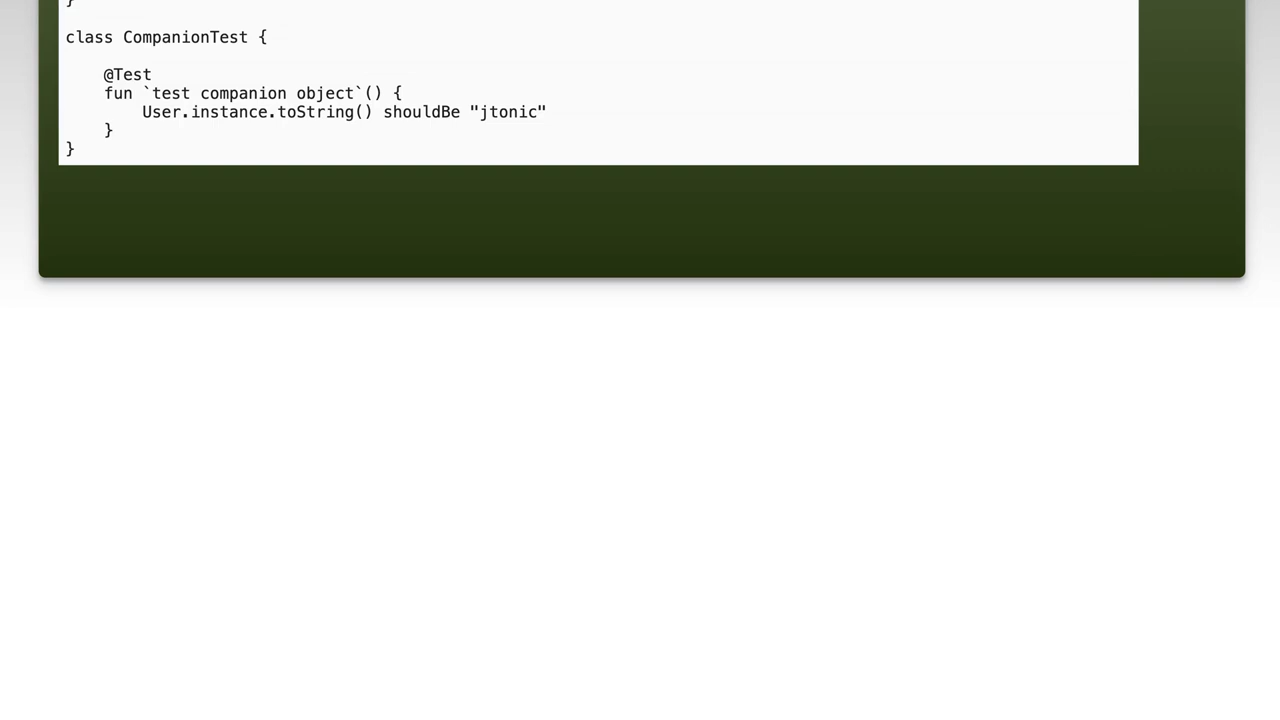 }
class CompanionTest {
@Test
fun `test companion object`() {
User.instance.toString() shouldBe "jtonic"
}
}